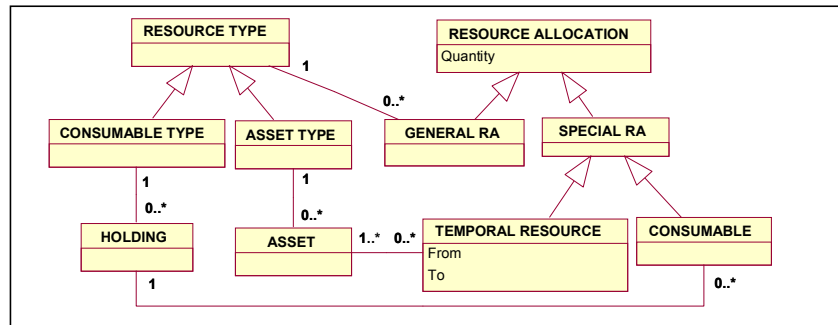 RESOURCE TYPE
RESOURCE ALLOCATION
Quantity
1
0..*
CONSUMABLE TYPE
ASSET TYPE
GENERAL RA
SPECIAL RA
1
1
0..*
0..*
HOLDING
ASSET
1..*
0..*
TEMPORAL RESOURCE
From
To
CONSUMABLE
1
0..*